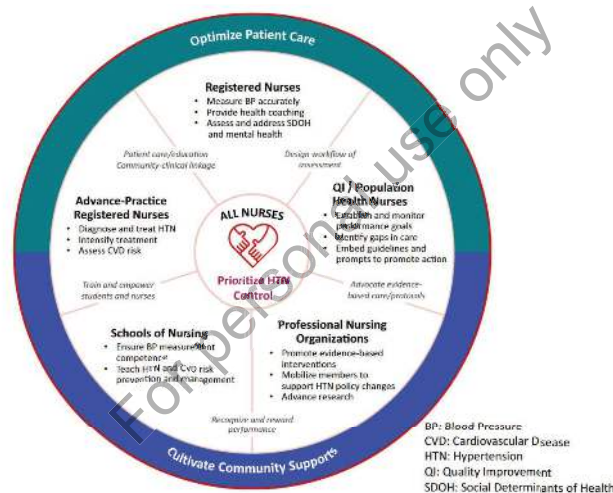 Optimize Patient Care
Registered Nurses
• Measure BP accurately
• Provide health coaching
• Assess and address SDOH
and mental health
Patient care/education
Community-clinical linkage
Design workflow of
assessment
Advance-Practice
Registered Nurses
• Diagnose and treat HTN
• Intensify treatment
• Assess CVD risk
ALL NURSES
Prioritize HTN
Control
QI / Population
Health Nurses
• Establish and monitor
performance goals
• Identify gaps in care
• Embed guidelines and
prompts to promote action
Train and empower
students and nurses
Advocate evidence-
based care/protocols
Schools of Nursing
• Ensure BP measurement
competence
• Teach HTN and CVD risk
prevention and management
Professional Nursing
Organizations
• Promote evidence-based
interventions
• Mobilize members to
support HTN policy changes
• Advance research
Recognize and reward
performance
Cultivate Community Supports
BP: Blood Pressure
CVD: Cardiovascular Disease
HTN: Hypertension
QI: Quality Improvement
SDOH: Social Determinants of Health
For personal use only